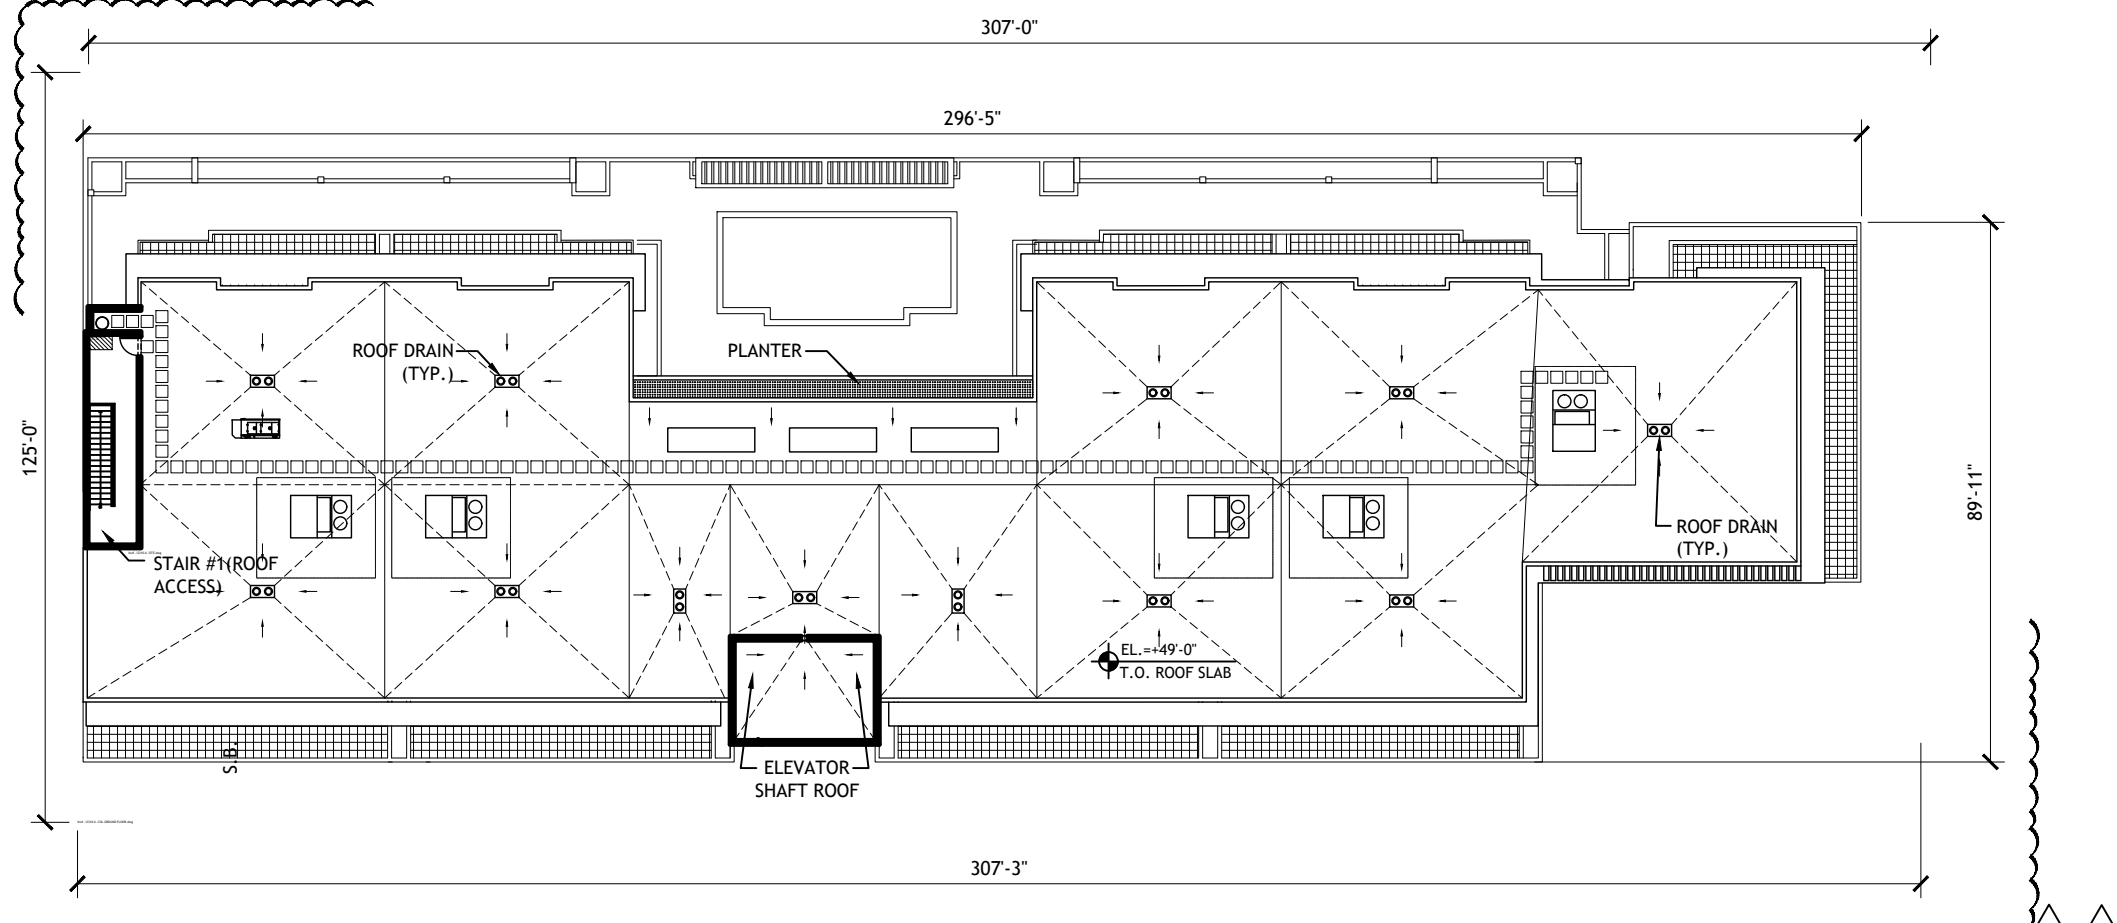 307'-0"
296'-5"
125'-0"
89'-11"
ROOF DRAIN
(TYP.)
PLANTER
ROOF DRAIN
(TYP.)
STAIR #1(ROOF
ACCESS)
EL.=+49'-0"
T.O. ROOF SLAB
S.B.
ELEVATOR
SHAFT ROOF
307'-3"